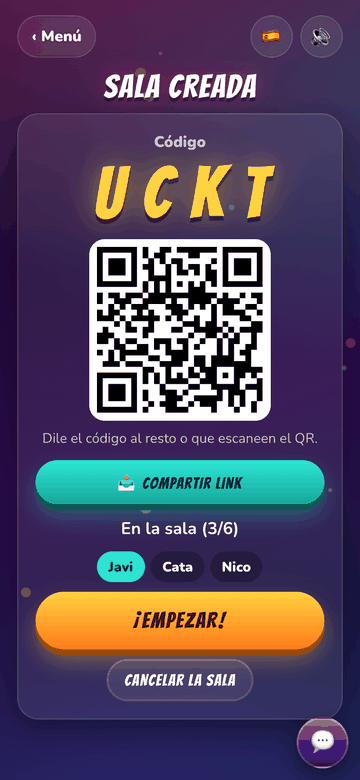 ‹ Menú
SALA CREADA
Código
UCKT
Dile el código al resto o que escaneen el QR.
COMPARTIR LINK
En la sala (3/6)
Javi Cata Nico
¡EMPEZAR!
CANCELAR LA SALA